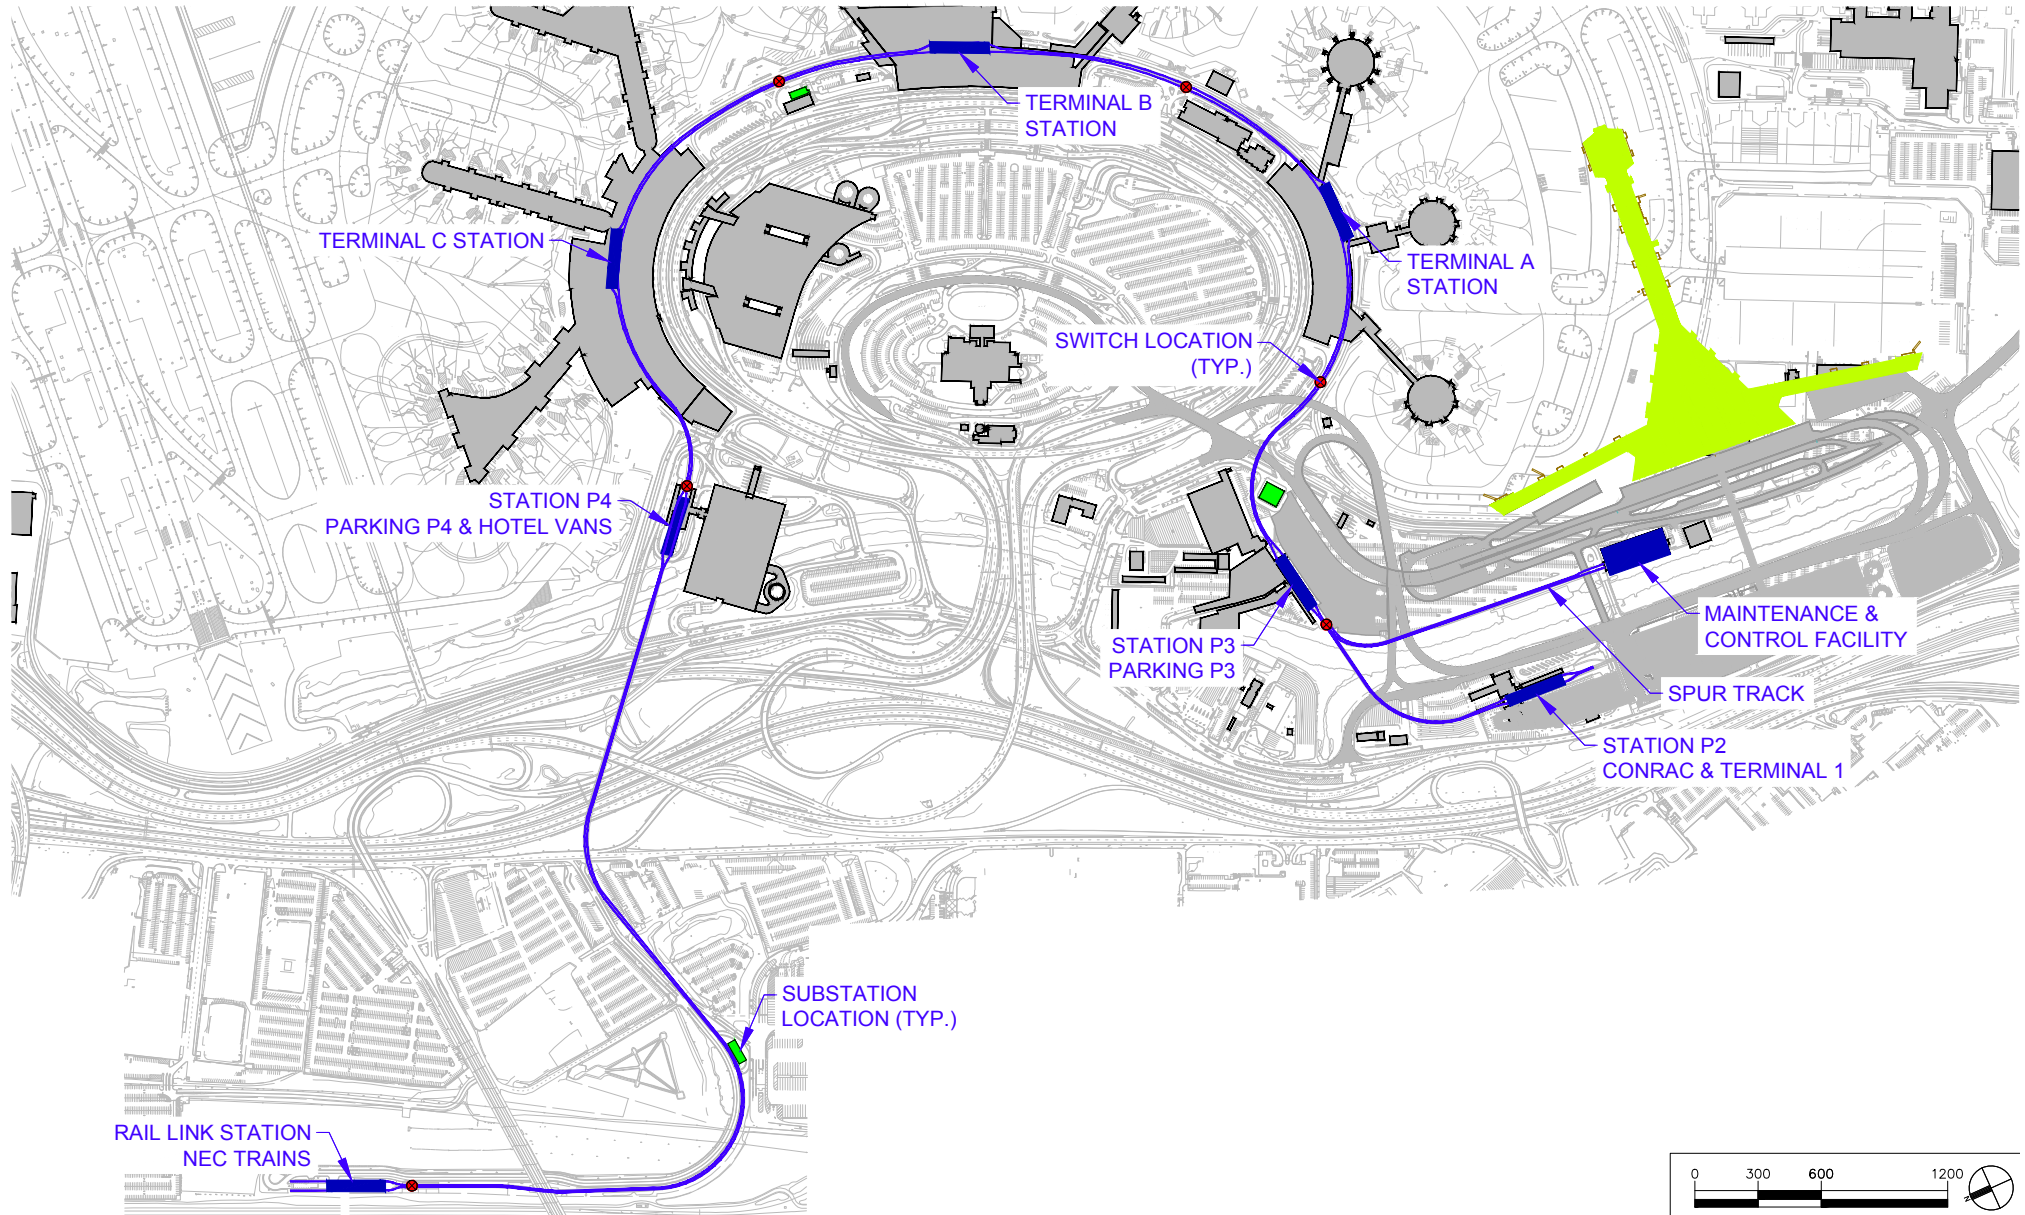 TERMINAL B
STATION
TERMINAL C STATION
TERMINAL A
STATION
SWITCH LOCATION
(TYP.)
STATION P4
PARKING P4 & HOTEL VANS
MAINTENANCE &
CONTROL FACILITY
STATION P3
PARKING P3
SPUR TRACK
STATION P2
CONRAC & TERMINAL 1
SUBSTATION
LOCATION (TYP.)
RAIL LINK STATION
NEC TRAINS
0 300 600 1200
N